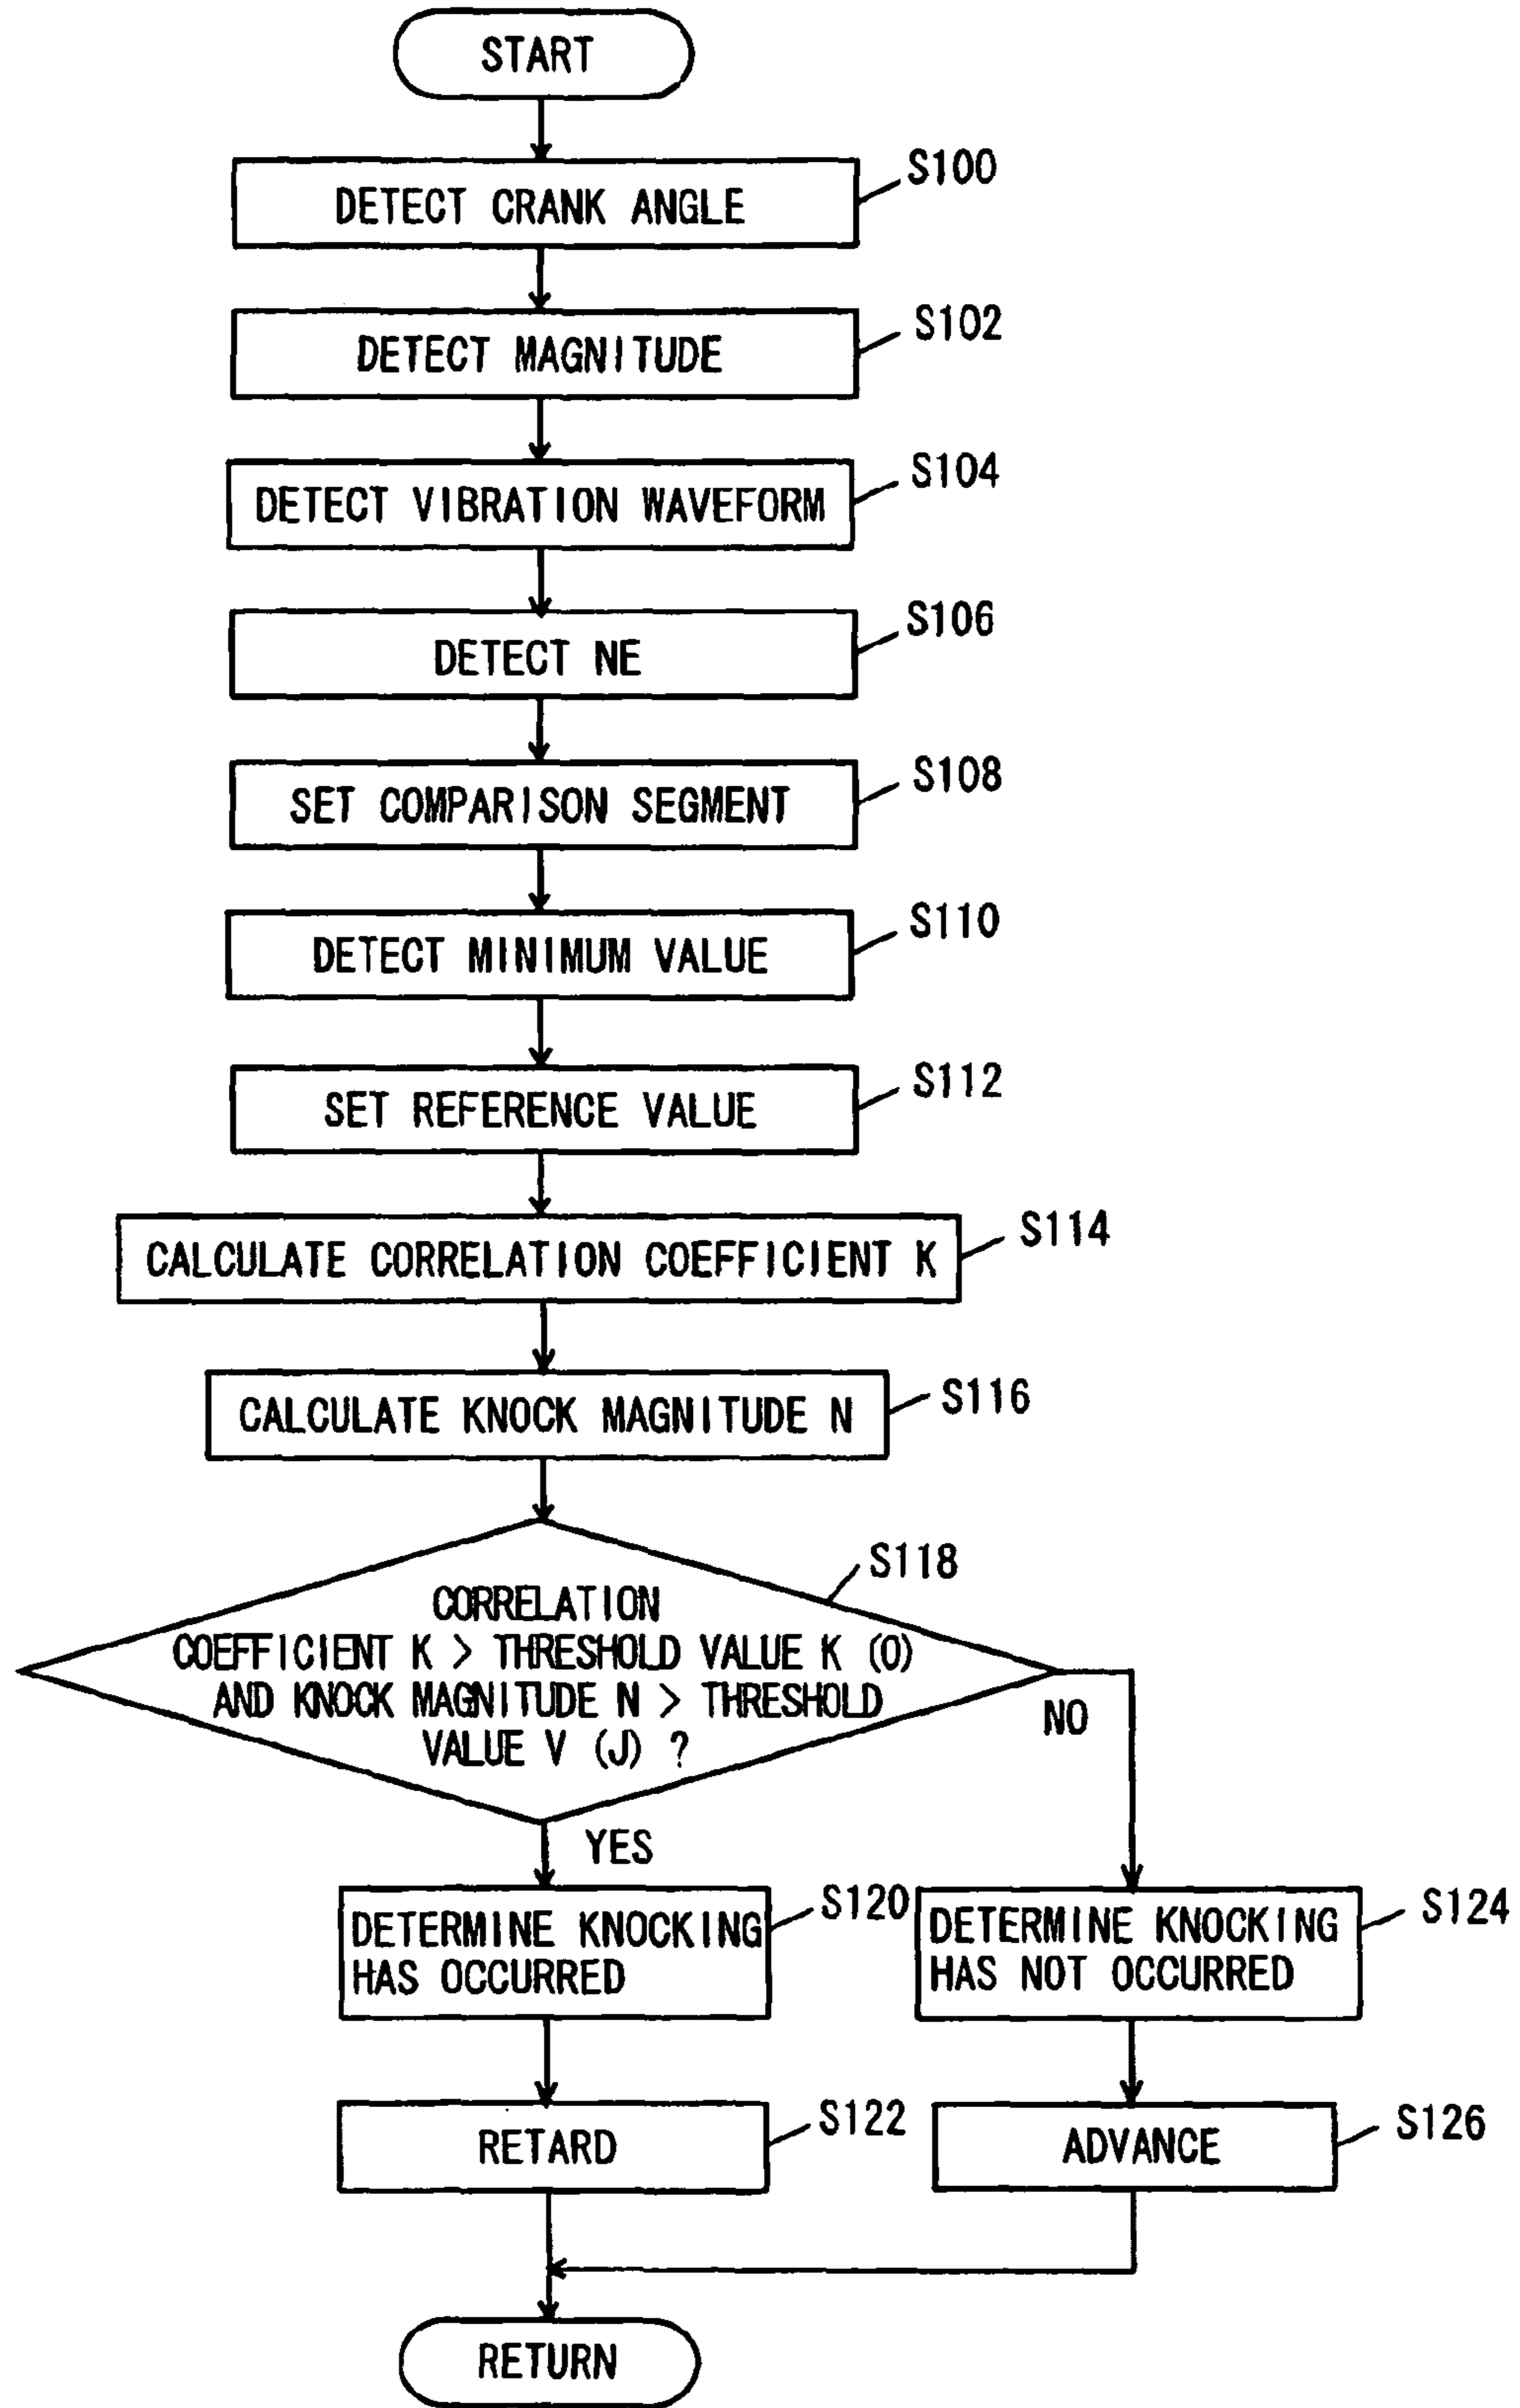 START
S100
DETECT CRANK ANGLE
S102
DETECT MAGNITUDE
S104
DETECT VIBRATION WAVEFORM
S106
DETECT NE
S108
SET COMPARISON SEGMENT
S110
DETECT MINIMUM VALUE
S112
SET REFERENCE VALUE
S114
CALCULATE CORRELATION COEFFICIENT K
S116
CALCULATE KNOCK MAGNITUDE N
S118
CORRELATION
COEFFICIENT K > THRESHOLD VALUE K (0)
AND KNOCK MAGNITUDE N > THRESHOLD
VALUE V (J) ?
NO
YES
S120
DETERMINE KNOCKING
HAS OCCURRED
S124
DETERMINE KNOCKING
HAS NOT OCCURRED
S122
RETARD
S126
ADVANCE
RETURN